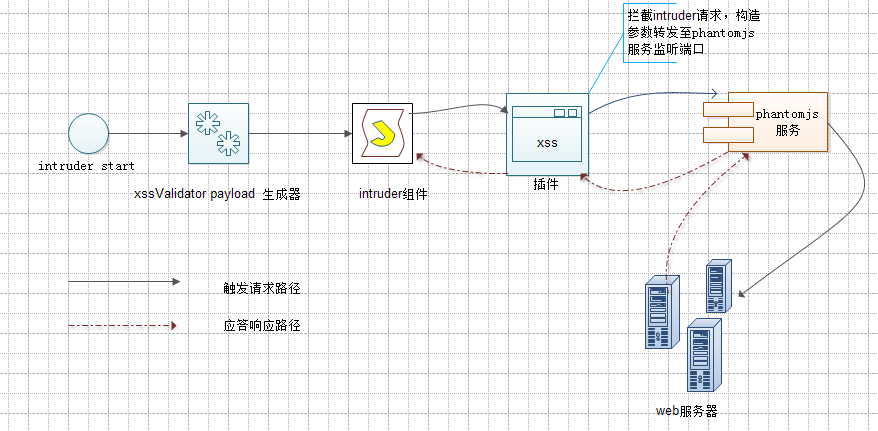 拦截intruder请求，构造
参数转发至phantomjs
服务监听端口
phantomjs
服务
xss
intruder start
xssValidator payload 生成器
intruder组件
插件
触发请求路径
应答响应路径
web服务器